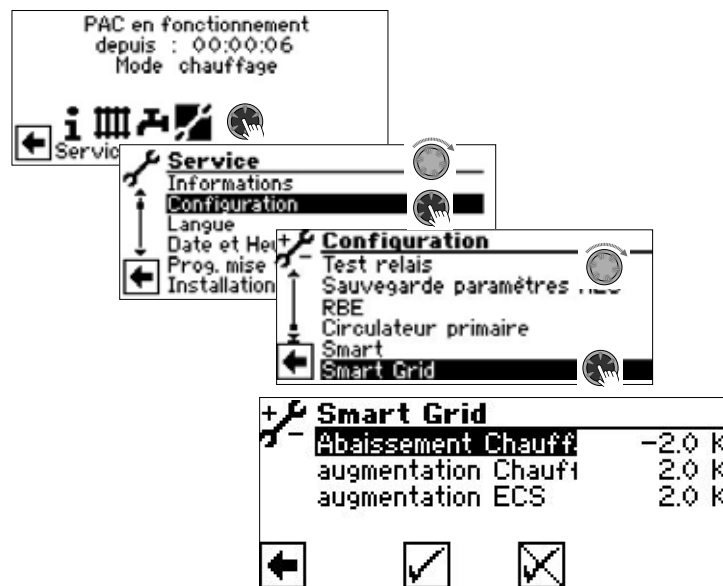 PAC en fonctionnement
depuis : 00:00:06
Mode chauffage
Servic
Service
Informations
Configuration
Langue
Date et Heu
Prog. mise
Installation
Configuration
Test relais
Sauvegarde paramètres
RBE
Circulateur primaire
Smart
Smart Grid
Smart Grid
Abaissement Chauff. -2.0 K
augmentation Chauff 2.0 K
augmentation ECS 2.0 K